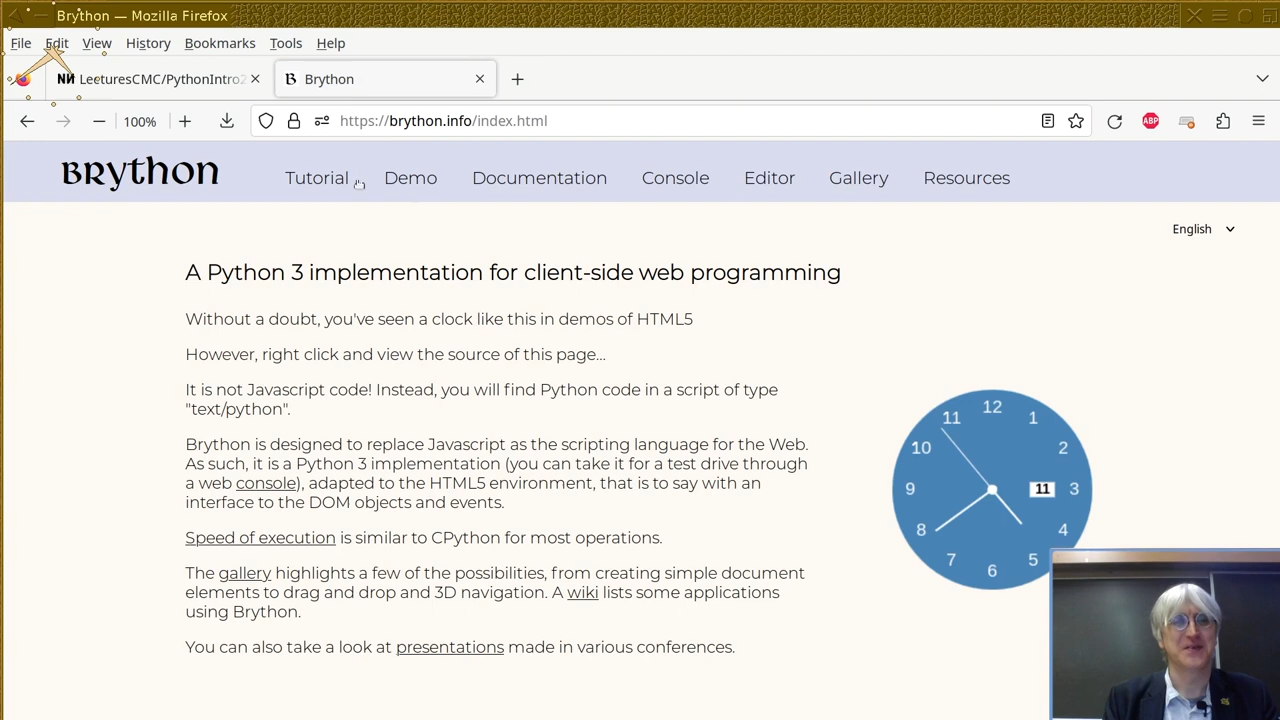 Brython — Mozilla Firefox
File Edit View History Bookmarks Tools Help
LecturesCMC/PythonIntro2
Brython
100%
https://brython.info/index.html
ABP
BRython
Tutorial Demo Documentation Console Editor Gallery Resources
English
A Python 3 implementation for client-side web programming
Without a doubt, you've seen a clock like this in demos of HTML5
However, right click and view the source of this page...
It is not Javascript code! Instead, you will find Python code in a script of type
"text/python".
Brython is designed to replace Javascript as the scripting language for the Web.
As such, it is a Python 3 implementation (you can take it for a test drive through
a web console), adapted to the HTML5 environment, that is to say with an
interface to the DOM objects and events.
Speed of execution is similar to CPython for most operations.
The gallery highlights a few of the possibilities, from creating simple document
elements to drag and drop and 3D navigation. A wiki lists some applications
using Brython.
You can also take a look at presentations made in various conferences.
12
11 1
10 2
9 11 3
8 4
7 5
6